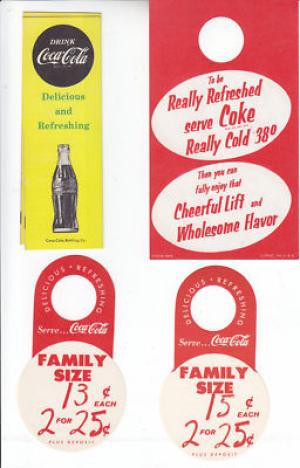 DRINK
Coca-Cola
Delicious
and
Refreshing
Coca-Cola Bottling Co.
To be
Really Refreshed
serve Coke
Really Cold 38°
Then you can
fully enjoy that
Cheerful Lift and
Wholesome Flavor
DELICIOUS • REFRESHING
Serve...Coca-Cola
FAMILY
SIZE
13 ¢
EACH
2 FOR 25¢
PLUS DEPOSIT
DELICIOUS • REFRESHING
Serve...Coca-Cola
FAMILY
SIZE
15 ¢
EACH
2 FOR 25¢
PLUS DEPOSIT